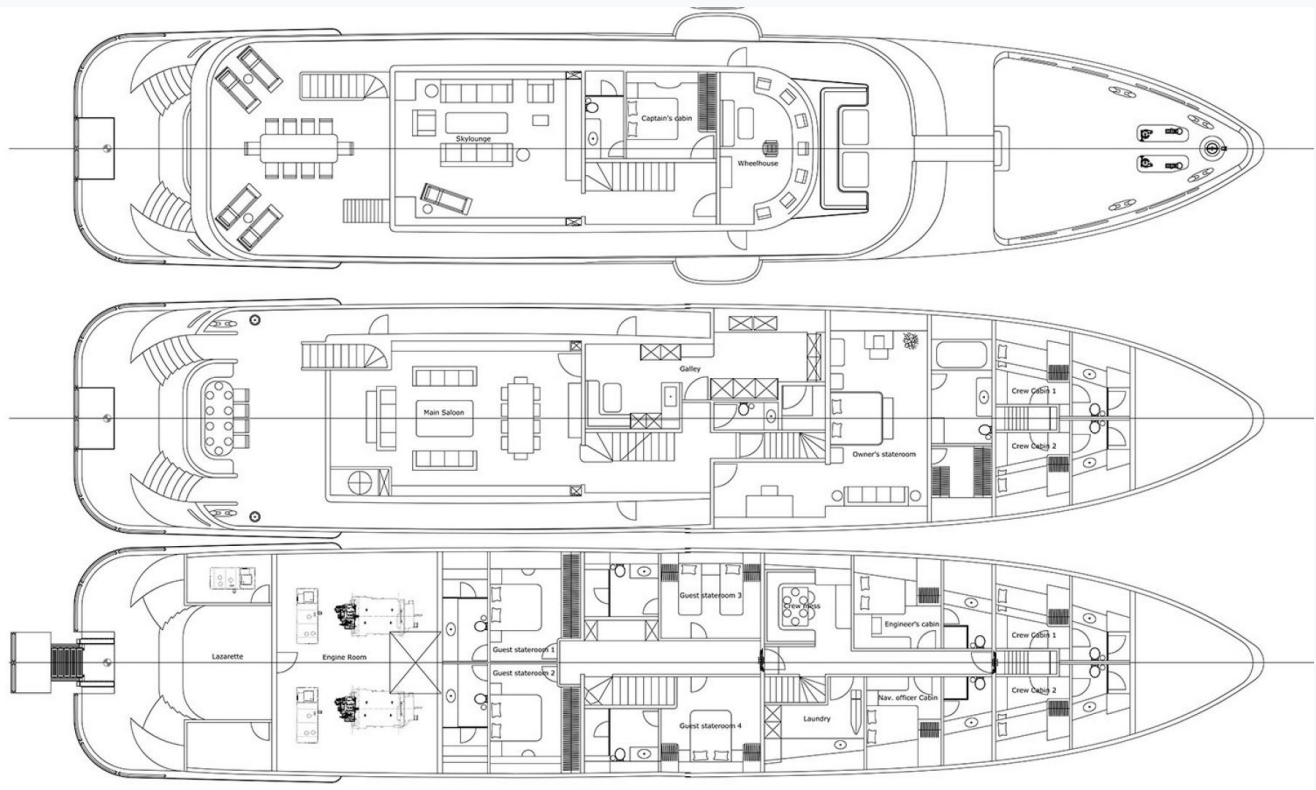 Captain's cabin
Skylounge
Wheelhouse
Galley
Crew Cabin 1
Main Saloon
Crew Cabin 2
Owner's stateroom
Guest stateroom 3
Crew mess
Engineer's cabin
Crew Cabin 1
Guest stateroom 1
Lazarette
Engine Room
Guest stateroom 2
Crew Cabin 2
Nav. officer Cabin
Laundry
Guest stateroom 4